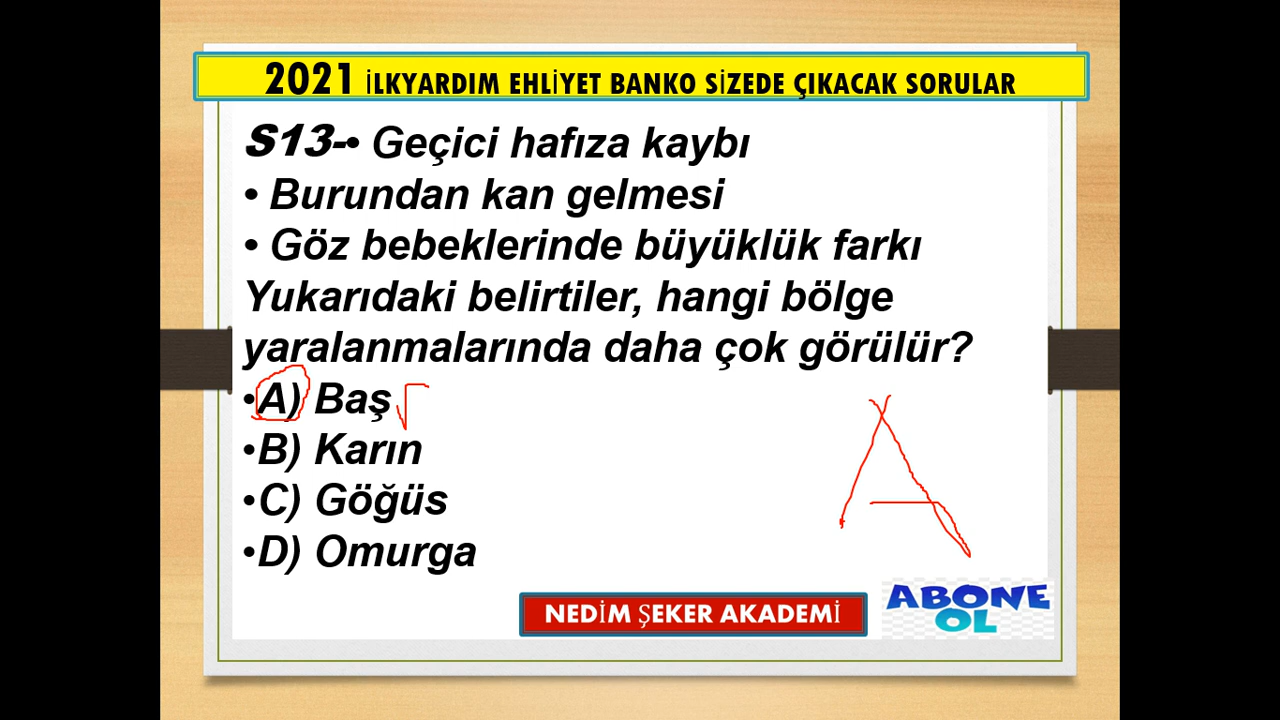 2021 İLKYARDIM EHLİYET BANKO SİZEDE ÇIKACAK SORULAR
S13-• Geçici hafıza kaybı
• Burundan kan gelmesi
• Göz bebeklerinde büyüklük farkı
Yukarıdaki belirtiler, hangi bölge
yaralanmalarında daha çok görülür?
•A) Baş
•B) Karın
•C) Göğüs
•D) Omurga
A
NEDİM ŞEKER AKADEMİ
ABONE
OL